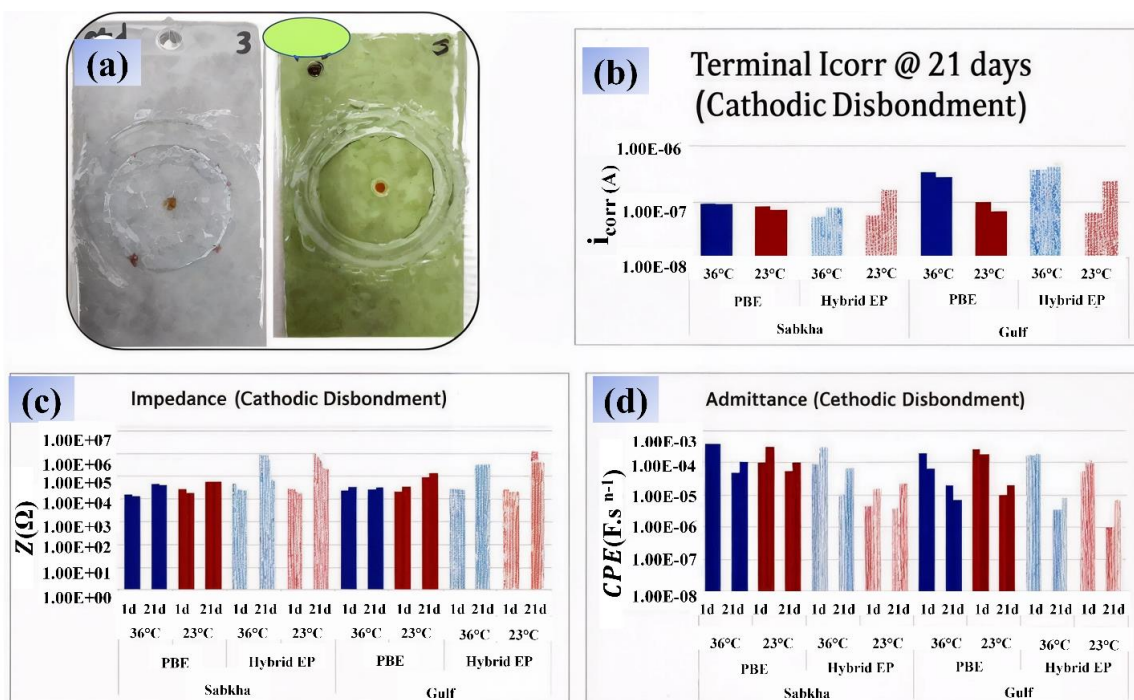 (a)
3
5
(b)
Terminal Icorr @ 21 days
(Cathodic Disbondment)
i_corr (A)
1.00E-06
1.00E-07
1.00E-08
36°C 23°C 36°C 23°C 36°C 23°C 36°C 23°C
PBE Hybrid EP PBE Hybrid EP
Sabkha Gulf
(c)
Impedance (Cathodic Disbondment)
Z(Ω)
1.00E+07
1.00E+06
1.00E+05
1.00E+04
1.00E+03
1.00E+02
1.00E+01
1.00E+00
1d 21d 1d 21d 1d 21d 1d 21d 1d 21d 1d 21d 1d 21d 1d 21d
36°C 23°C 36°C 23°C 36°C 23°C 36°C 23°C
PBE Hybrid EP PBE Hybrid EP
Sabkha Gulf
(d)
Admittance (Cethodic Disbondment)
CPE(F.s^n-1)
1.00E-03
1.00E-04
1.00E-05
1.00E-06
1.00E-07
1.00E-08
1d 21d 1d 21d 1d 21d 1d 21d 1d 21d 1d 21d 1d 21d 1d 21d
36°C 23°C 36°C 23°C 36°C 23°C 36°C 23°C
PBE Hybrid EP PBE Hybrid EP
Sabkha Gulf